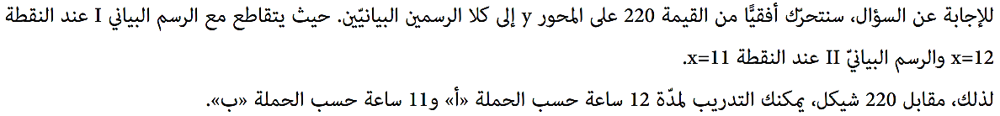 للإجابة عن السؤال، سنتحرّك أفقيًّا من القيمة 220 على المحور y إلى كلا الرسمين البيانيّين. حيث يتقاطع مع الرسم البياني I عند النقطة
x=12 والرسم البيانيّ II عند النقطة x=11.
لذلك، مقابل 220 شيكل، يمكنك التدريب لمدّة 12 ساعة حسب الحملة «أ» و11 ساعة حسب الحملة «ب».